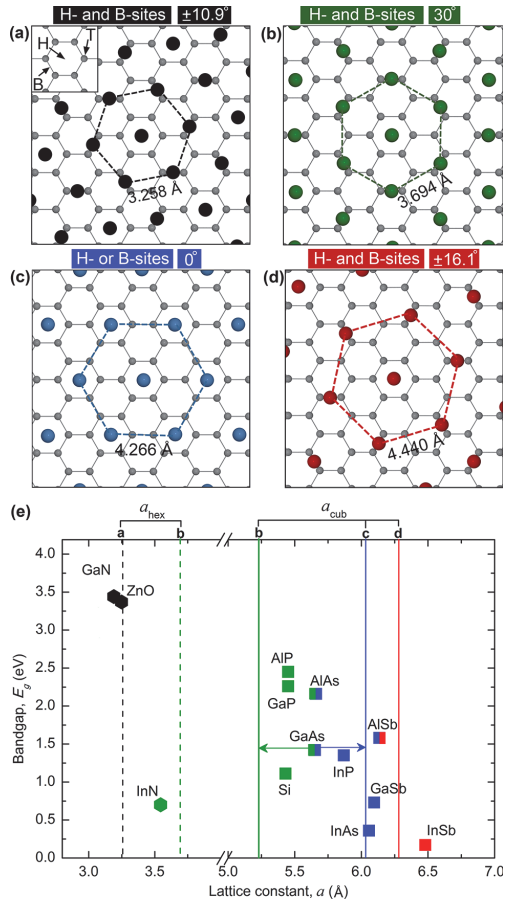 H- and B-sites ±10.9°
H- and B-sites 30°
(a)
H
T
B
3.258 Å
(b)
3.694 Å
H- or B-sites 0°
H- and B-sites ±16.1°
(c)
4.266 Å
(d)
4.440 Å
(e)
a hex
a cub
a
b
b
c
d
4.0
3.5
3.0
2.5
2.0
1.5
1.0
0.5
0.0
Bandgap, Eg (eV)
GaN
ZnO
InN
AlP
GaP
AlAs
GaAs
AlSb
InP
Si
GaSb
InAs
InSb
3.0 3.5 4.0 5.0 5.5 6.0 6.5 7.0
Lattice constant, a (Å)